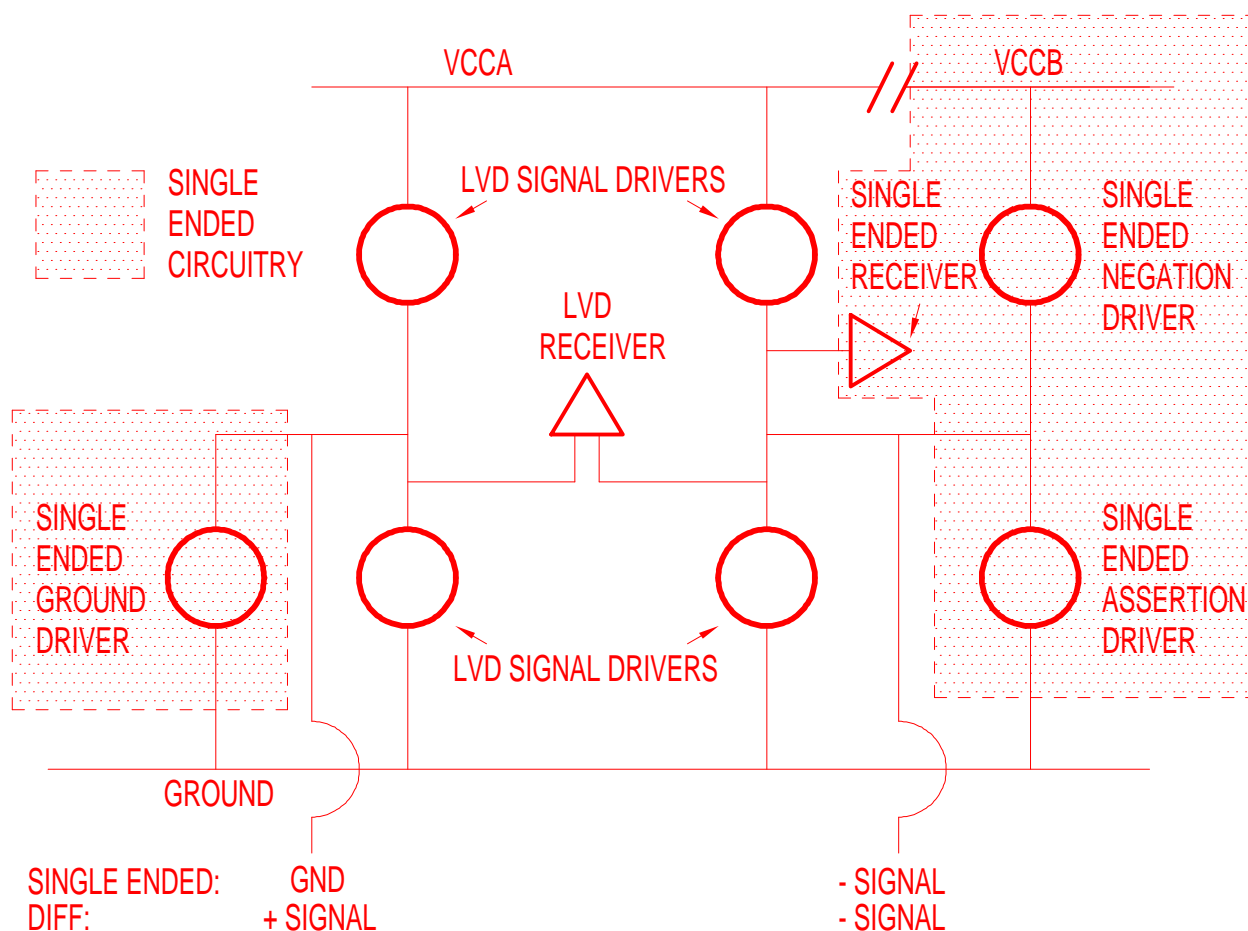 VCCA
VCCB
SINGLE
ENDED
CIRCUITRY
LVD SIGNAL DRIVERS
SINGLE
ENDED
RECEIVER
SINGLE
ENDED
NEGATION
DRIVER
LVD
RECEIVER
SINGLE
ENDED
GROUND
DRIVER
SINGLE
ENDED
ASSERTION
DRIVER
LVD SIGNAL DRIVERS
GROUND
SINGLE ENDED: GND - SIGNAL
DIFF: + SIGNAL - SIGNAL